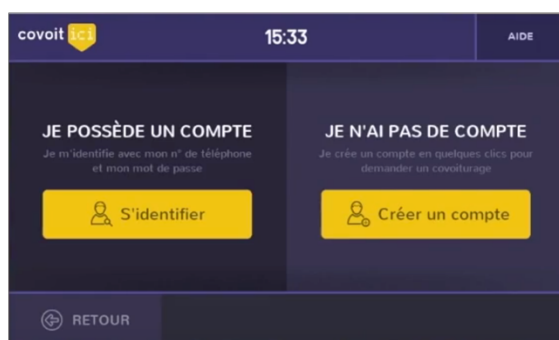 covoit ici
15:33
AIDE
JE POSSÈDE UN COMPTE
Je m'identifie avec mon n° de téléphone
et mon mot de passe
S'identifier
JE N'AI PAS DE COMPTE
Je crée un compte en quelques clics pour
demander un covoiturage
Créer un compte
RETOUR